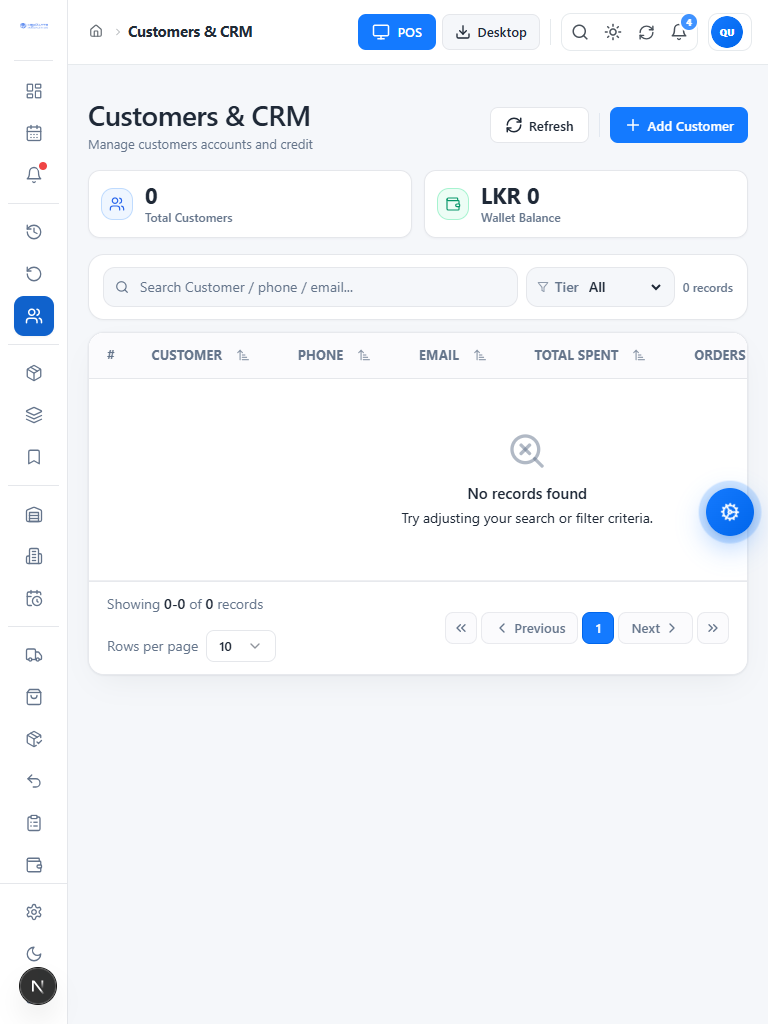 Customers & CRM
POS
Desktop
4
QU
Customers & CRM
Manage customers accounts and credit
Refresh
Add Customer
0
Total Customers
LKR 0
Wallet Balance
Search Customer / phone / email...
Tier All
0 records
# CUSTOMER PHONE EMAIL TOTAL SPENT ORDERS
No records found
Try adjusting your search or filter criteria.
Showing 0-0 of 0 records
Rows per page 10
Previous 1 Next
N